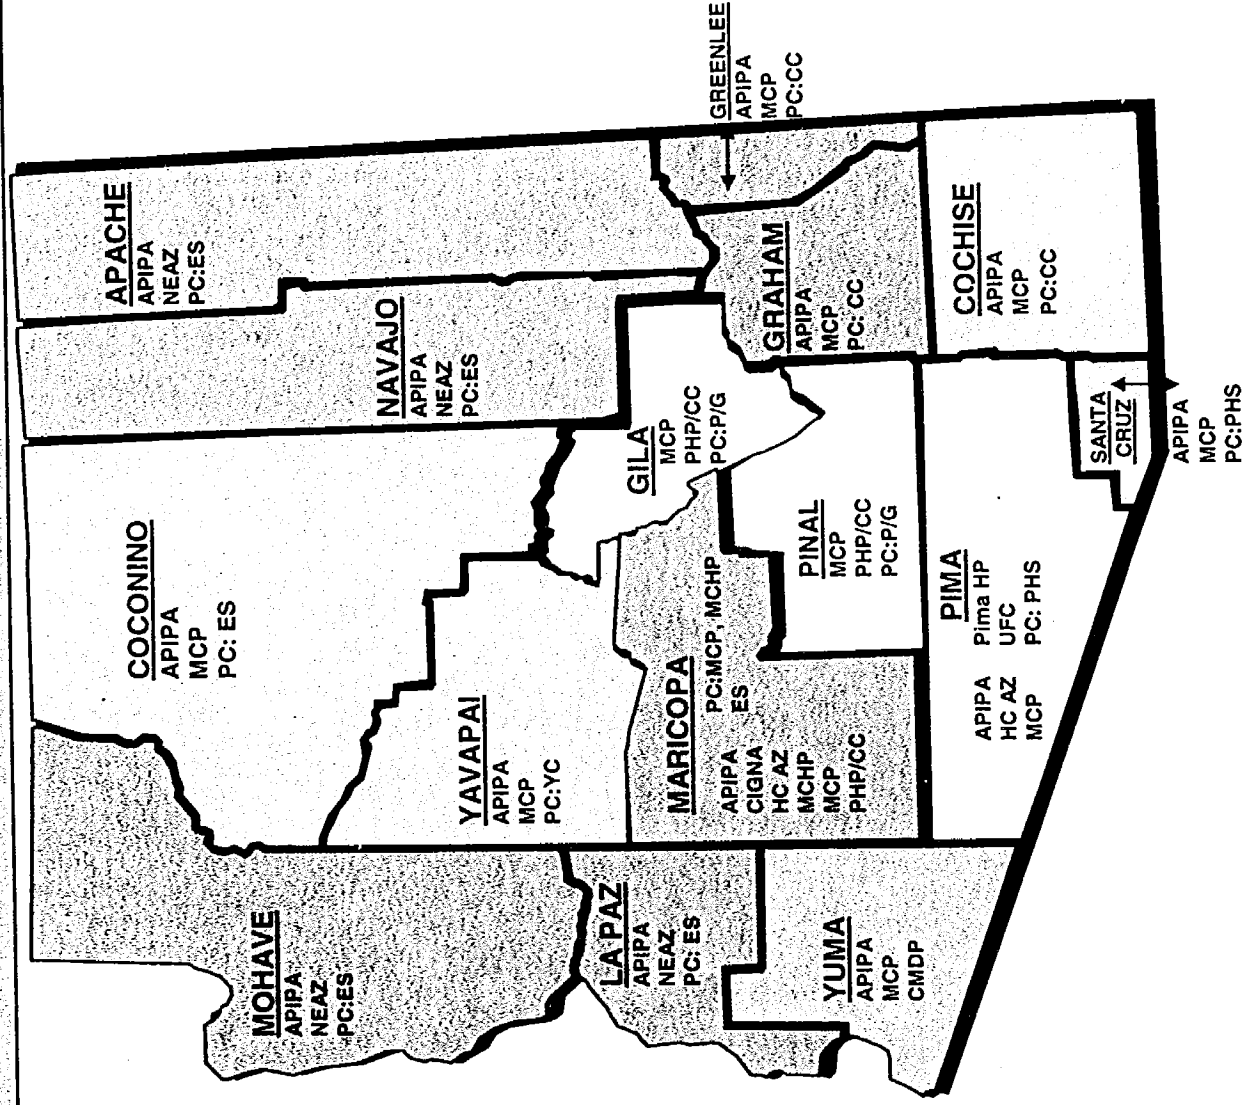 MOHAVE
APIPA
NEAZ
PC:ES
COCONINO
APIPA
MCP
PC: ES
NAVAJO
APIPA
NEAZ
PC:ES
APACHE
APIPA
NEAZ
PC:ES
YAVAPAI
APIPA
MCP
PC:YC
GILA
MCP
PHP/CC
PC:P/G
LA PAZ
APIPA
NEAZ
PC: ES
MARICOPA
PC:MCP, MCHP
ES
APIPA
CIGNA
HC AZ
MCHP
MCP
PHP/CC
GREENLEE
APIPA
MCP
PC:CC
GRAHAM
APIPA
MCP
PC: CC
PINAL
MCP
PHP/CC
PC:P/G
YUMA
APIPA
MCP
CMDP
PIMA
APIPA Pima HP
HC AZ UFC
MCP PC: PHS
COCHISE
APIPA
MCP
PC:CC
SANTA
CRUZ
APIPA
MCP
PC:PHS